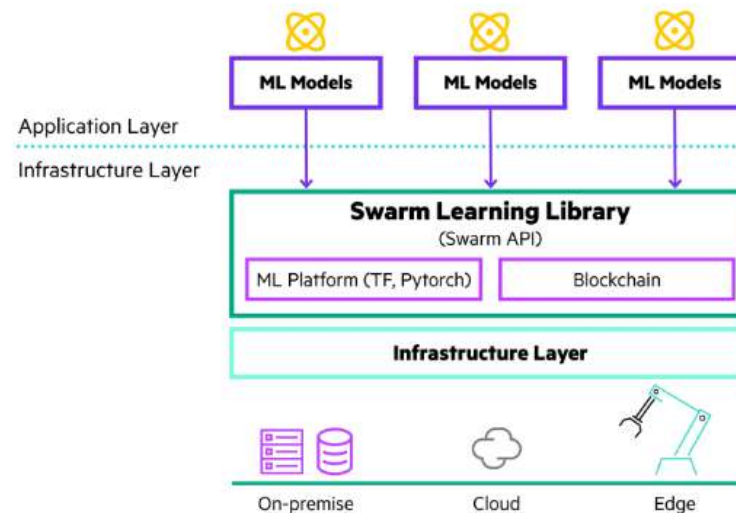 ML Models
ML Models
ML Models
Application Layer
Infrastructure Layer
Swarm Learning Library
(Swarm API)
ML Platform (TF, Pytorch)
Blockchain
Infrastructure Layer
On-premise
Cloud
Edge